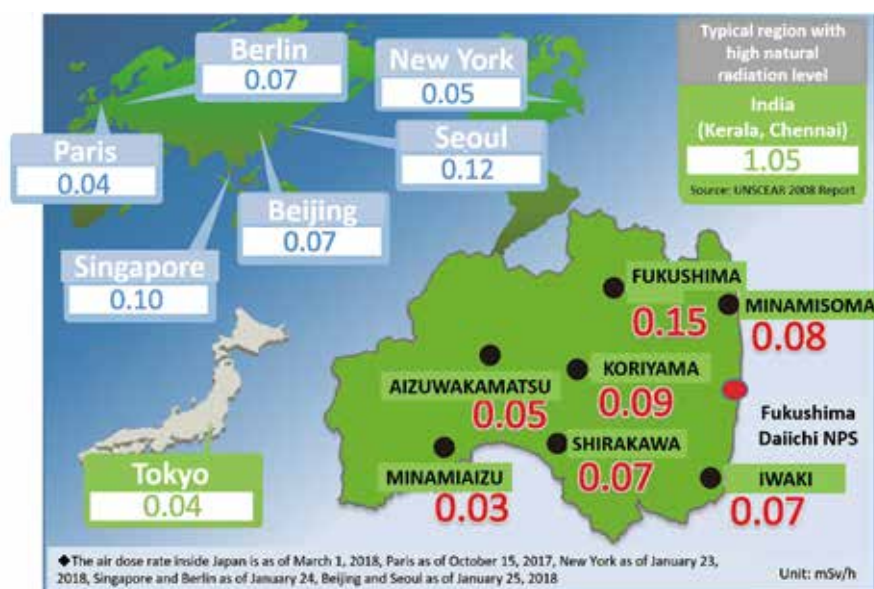 Berlin
0.07
New York
0.05
Typical region with
high natural
radiation level
India
(Kerala, Chennai)
1.05
Source: UNSCEAR 2008 Report
Paris
0.04
Seoul
0.12
Beijing
0.07
Singapore
0.10
FUKUSHIMA
0.15
MINAMISOMA
0.08
AIZUWAKAMATSU
0.05
KORIYAMA
0.09
Fukushima
Daiichi NPS
SHIRAKAWA
0.07
MINAMIAIZU
0.03
IWAKI
0.07
Tokyo
0.04
◆The air dose rate inside Japan is as of March 1, 2018, Paris as of October 15, 2017, New York as of January 23,
2018, Singapore and Berlin as of January 24, Beijing and Seoul as of January 25, 2018
Unit: mSv/h